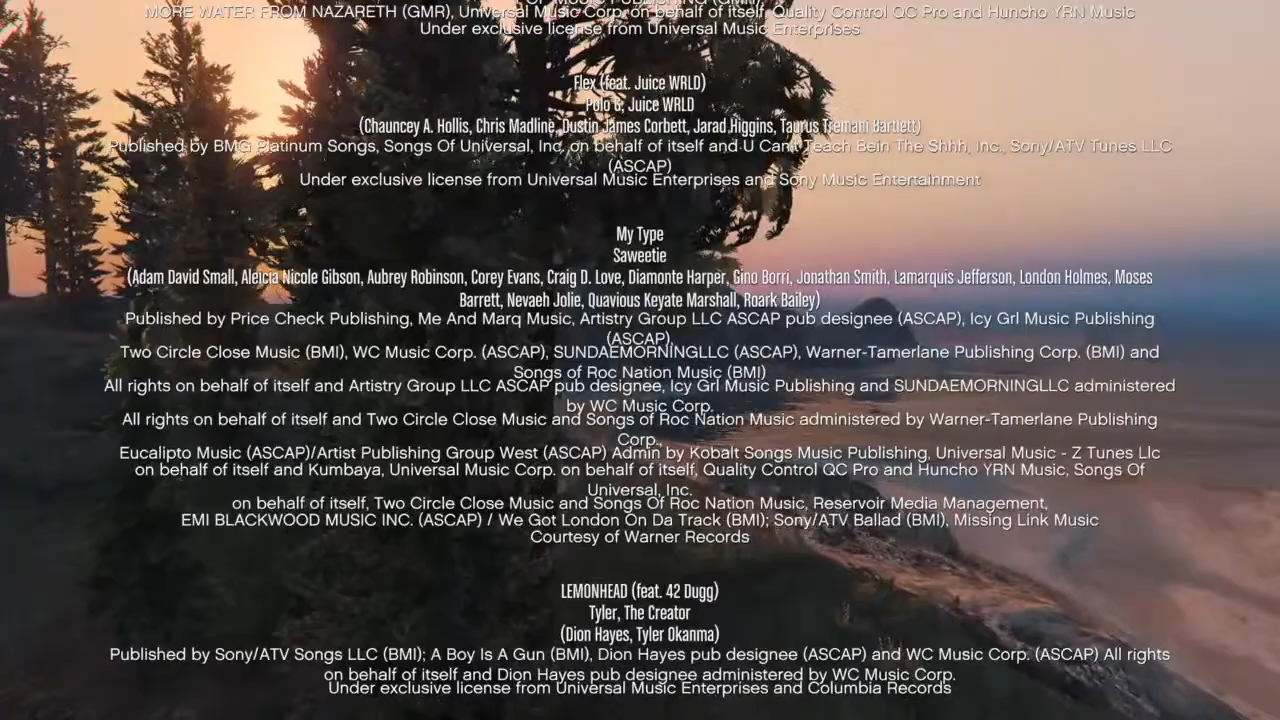 MORE WATER FROM NAZARETH (GMR), Universal Music Corp. on behalf of itself, Quality Control QC Pro and Huncho YRN Music
Under exclusive license from Universal Music Enterprises
Flex (feat. Juice WRLD)
Polo G, Juice WRLD
(Chauncey A. Hollis, Chris Madline, Dustin James Corbett, Jarad Higgins, Taurus Tremani Bartlett)
Published by BMG Platinum Songs, Songs Of Universal, Inc. on behalf of itself and U Cant Teach Bein The Shhh, Inc., Sony/ATV Tunes LLC
(ASCAP)
Under exclusive license from Universal Music Enterprises and Sony Music Entertainment
My Type
Saweetie
(Adam David Small, Aleicia Nicole Gibson, Aubrey Robinson, Corey Evans, Craig D. Love, Diamonte Harper, Gino Borri, Jonathan Smith, Lamarquis Jefferson, London Holmes, Moses
Barrett, Nevaeh Jolie, Quavious Keyate Marshall, Roark Bailey)
Published by Price Check Publishing, Me And Marq Music, Artistry Group LLC ASCAP pub designee (ASCAP), Icy Grl Music Publishing
(ASCAP),
Two Circle Close Music (BMI), WC Music Corp. (ASCAP), SUNDAEMORNINGLLC (ASCAP), Warner-Tamerlane Publishing Corp. (BMI) and
Songs of Roc Nation Music (BMI)
All rights on behalf of itself and Artistry Group LLC ASCAP pub designee, Icy Grl Music Publishing and SUNDAEMORNINGLLC administered
by WC Music Corp.
All rights on behalf of itself and Two Circle Close Music and Songs of Roc Nation Music administered by Warner-Tamerlane Publishing
Corp.,
Eucalipto Music (ASCAP)/Artist Publishing Group West (ASCAP) Admin by Kobalt Songs Music Publishing, Universal Music - Z Tunes Llc
on behalf of itself and Kumbaya, Universal Music Corp. on behalf of itself, Quality Control QC Pro and Huncho YRN Music, Songs Of
Universal, Inc.
on behalf of itself, Two Circle Close Music and Songs Of Roc Nation Music, Reservoir Media Management,
EMI BLACKWOOD MUSIC INC. (ASCAP) / We Got London On Da Track (BMI); Sony/ATV Ballad (BMI), Missing Link Music
Courtesy of Warner Records
LEMONHEAD (feat. 42 Dugg)
Tyler, The Creator
(Dion Hayes, Tyler Okanma)
Published by Sony/ATV Songs LLC (BMI); A Boy Is A Gun (BMI), Dion Hayes pub designee (ASCAP) and WC Music Corp. (ASCAP) All rights
on behalf of itself and Dion Hayes pub designee administered by WC Music Corp.
Under exclusive license from Universal Music Enterprises and Columbia Records